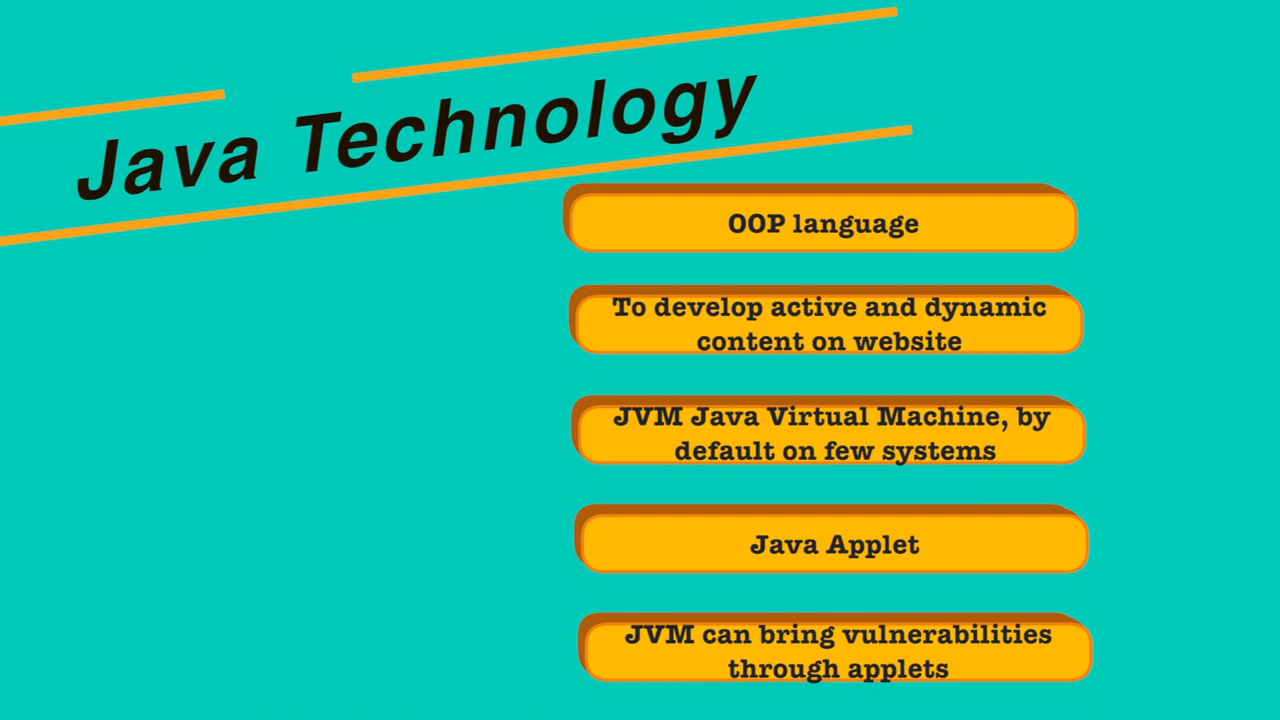 Java Technology
OOP language
To develop active and dynamic
content on website
JVM Java Virtual Machine, by
default on few systems
Java Applet
JVM can bring vulnerabilities
through applets